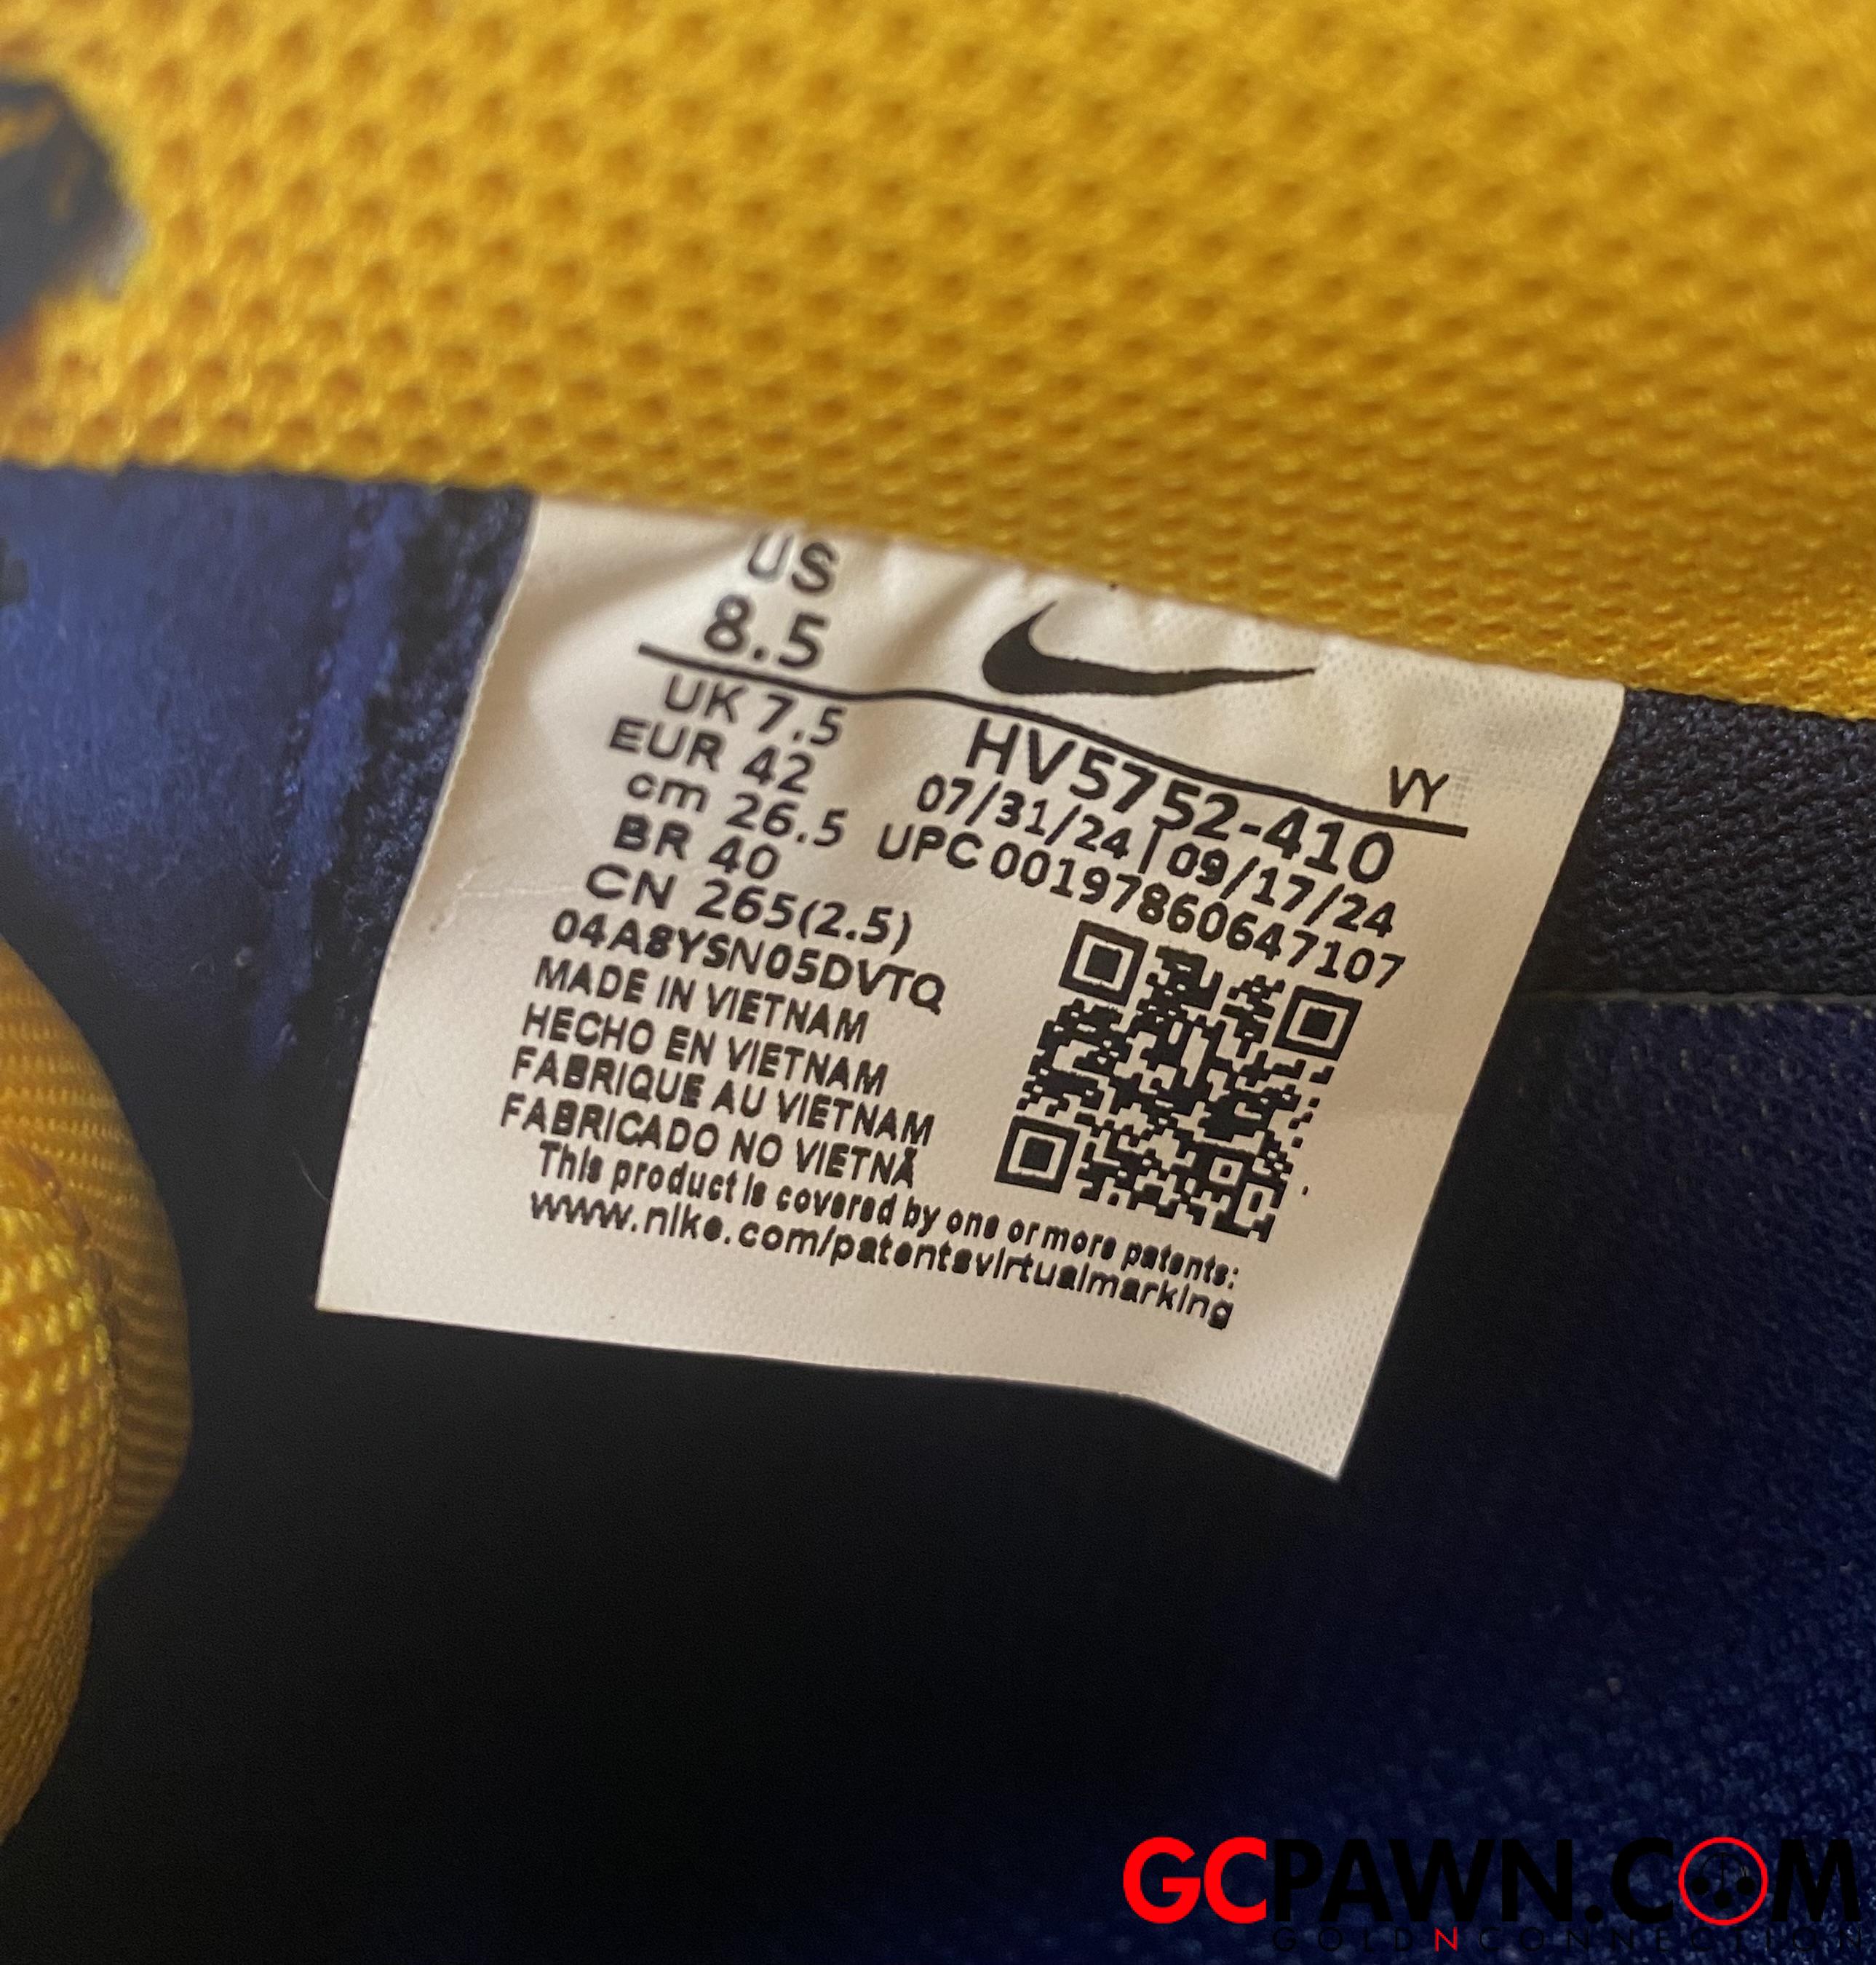 US
8.5
VY
UK 7.5
EUR 42
cm 26.5
BR 40
CN 265(2.5)
04A8YSN05DVTQ
MADE IN VIETNAM
HECHO EN VIETNAM
FABRIQUE AU VIETNAM
FABRICADO NO VIETNÃ
HV5752-410
07/31/24 | 09/17/24
UPC 00197860647107
This product is covered by one or more patents:
www.nike.com/patentsvirtualmarking
GCPAWN.COM
GOLDNCONNECTION